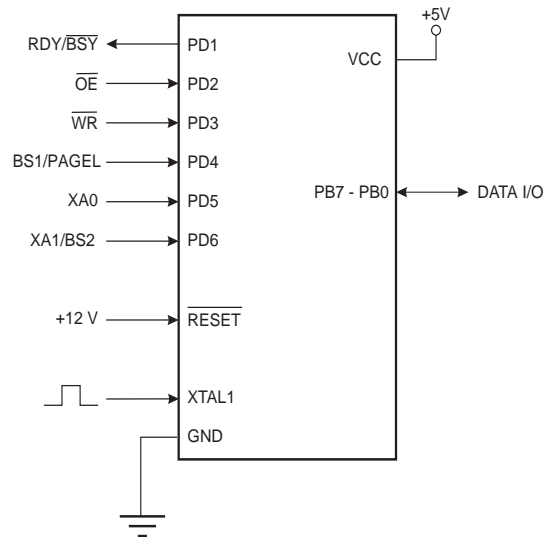 +5V
RDY/BSY PD1
VCC
OE PD2
WR PD3
BS1/PAGEL PD4
XA0 PD5 PB7 - PB0 DATA I/O
XA1/BS2 PD6
+12 V RESET
XTAL1
GND